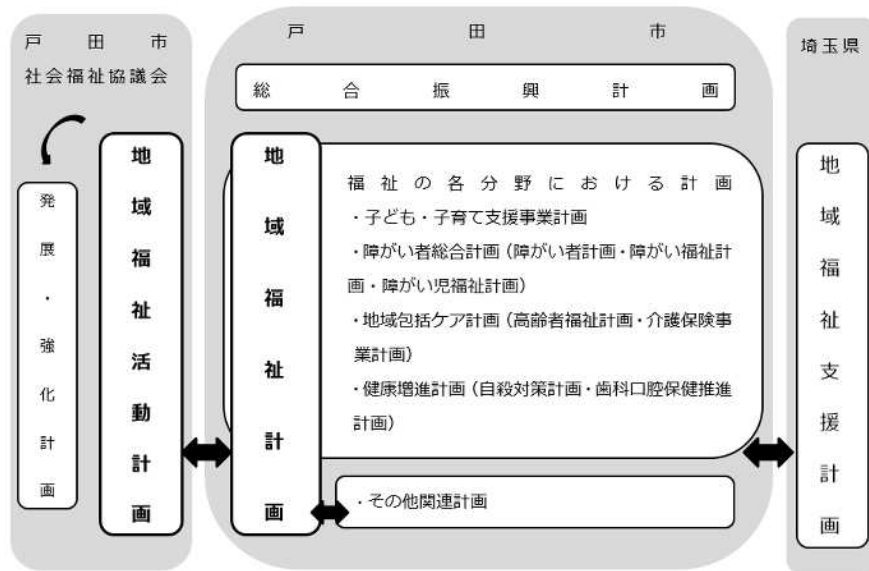 戸田市
社会福祉協議会
発展・強化計画
地域福祉活動計画
戸田市
総合振興計画
地域福祉計画
福祉の各分野における計画
・子ども・子育て支援事業計画
・障がい者総合計画（障がい者計画・障がい福祉計
画・障がい児福祉計画）
・地域包括ケア計画（高齢者福祉計画・介護保険事
業計画）
・健康増進計画（自殺対策計画・歯科口腔保健推進
計画）
・その他関連計画
埼玉県
地域福祉支援計画